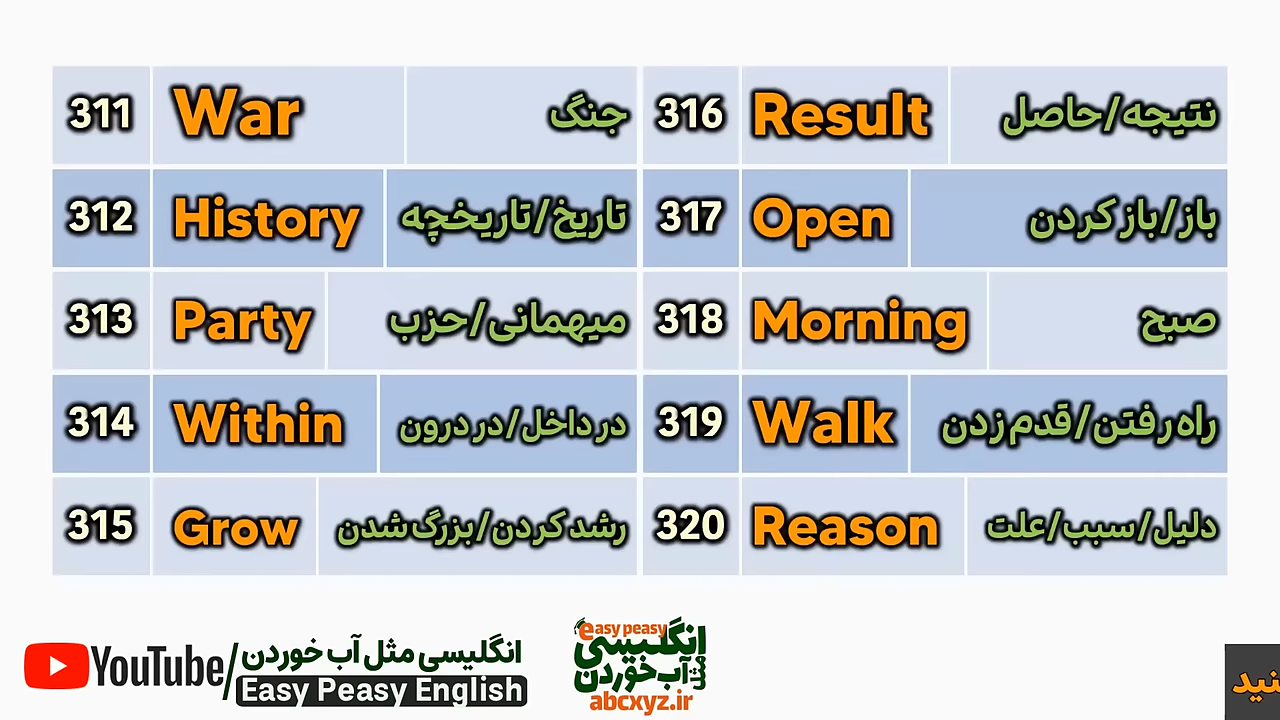 311 War جنگ
312 History تاریخ/تاریخچه
313 Party میهمانی/حزب
314 Within در داخل/در درون
315 Grow رشد کردن/بزرگ شدن
316 Result نتیجه/حاصل
317 Open باز/باز کردن
318 Morning صبح
319 Walk راه رفتن/قدم زدن
320 Reason دلیل/سبب/علت
YouTube/انگلیسی مثل آب خوردن
Easy Peasy English
easy peasy
انگلیسی
مثل آب خوردن
abcxyz.ir